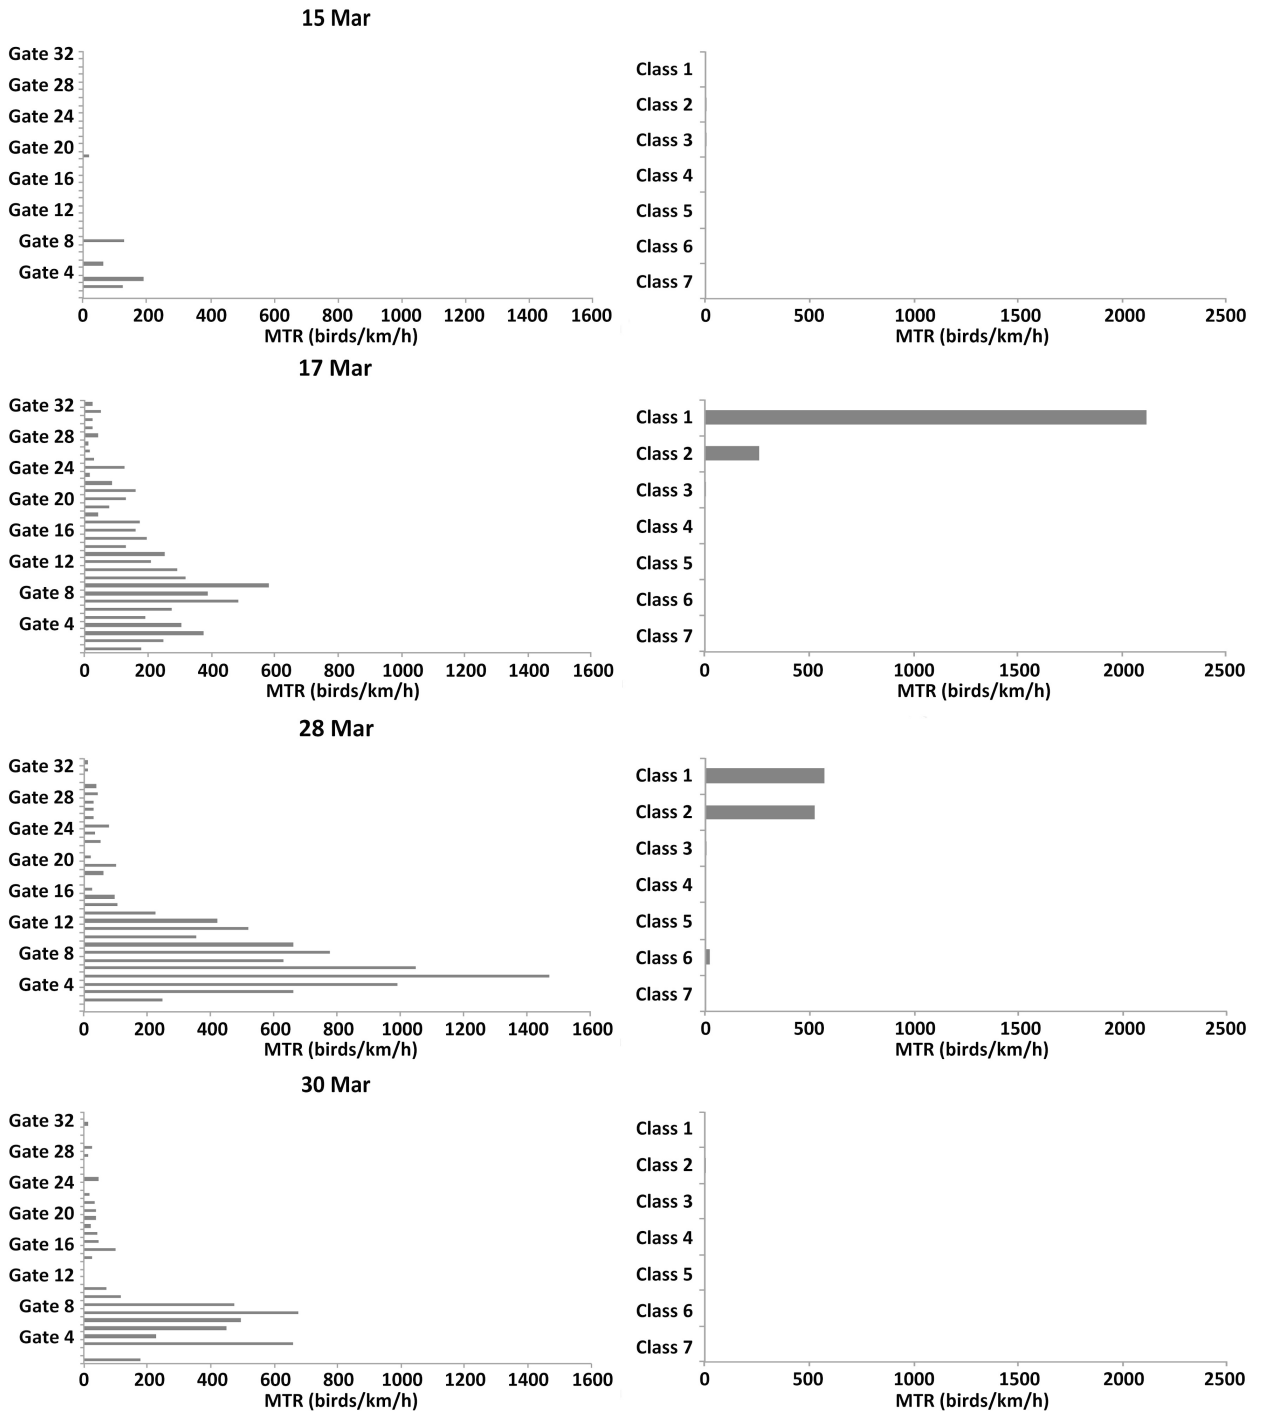 15 Mar
Gate 32
Gate 28
Gate 24
Gate 20
Gate 16
Gate 12
Gate 8
Gate 4
0 200 400 600 800 1000 1200 1400 1600
MTR (birds/km/h)
Class 1
Class 2
Class 3
Class 4
Class 5
Class 6
Class 7
0 500 1000 1500 2000 2500
MTR (birds/km/h)
17 Mar
Gate 32
Gate 28
Gate 24
Gate 20
Gate 16
Gate 12
Gate 8
Gate 4
0 200 400 600 800 1000 1200 1400 1600
MTR (birds/km/h)
Class 1
Class 2
Class 3
Class 4
Class 5
Class 6
Class 7
0 500 1000 1500 2000 2500
MTR (birds/km/h)
28 Mar
Gate 32
Gate 28
Gate 24
Gate 20
Gate 16
Gate 12
Gate 8
Gate 4
0 200 400 600 800 1000 1200 1400 1600
MTR (birds/km/h)
Class 1
Class 2
Class 3
Class 4
Class 5
Class 6
Class 7
0 500 1000 1500 2000 2500
MTR (birds/km/h)
30 Mar
Gate 32
Gate 28
Gate 24
Gate 20
Gate 16
Gate 12
Gate 8
Gate 4
0 200 400 600 800 1000 1200 1400 1600
MTR (birds/km/h)
Class 1
Class 2
Class 3
Class 4
Class 5
Class 6
Class 7
0 500 1000 1500 2000 2500
MTR (birds/km/h)